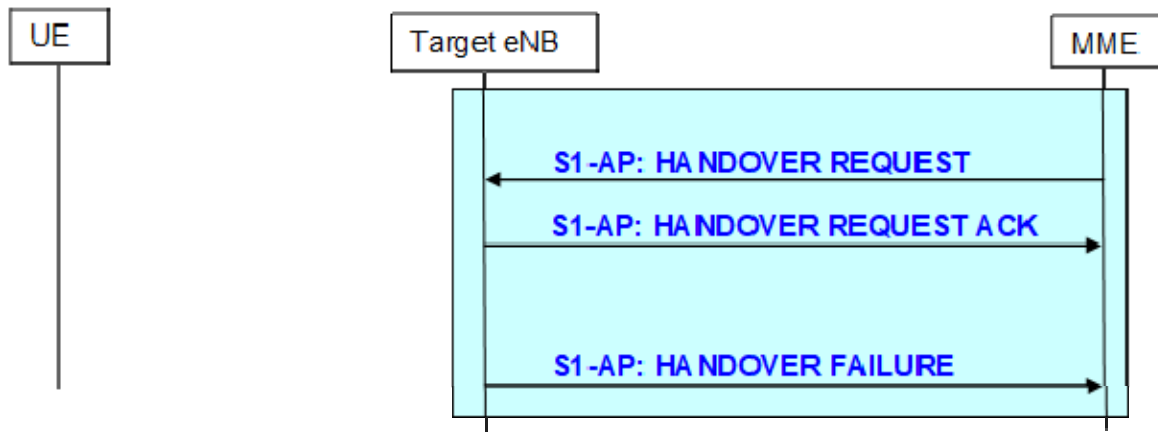 UE
Target eNB
MME
S1-AP: HANDOVER REQUEST
S1-AP: HANDOVER REQUEST ACK
S1-AP: HANDOVER FAILURE